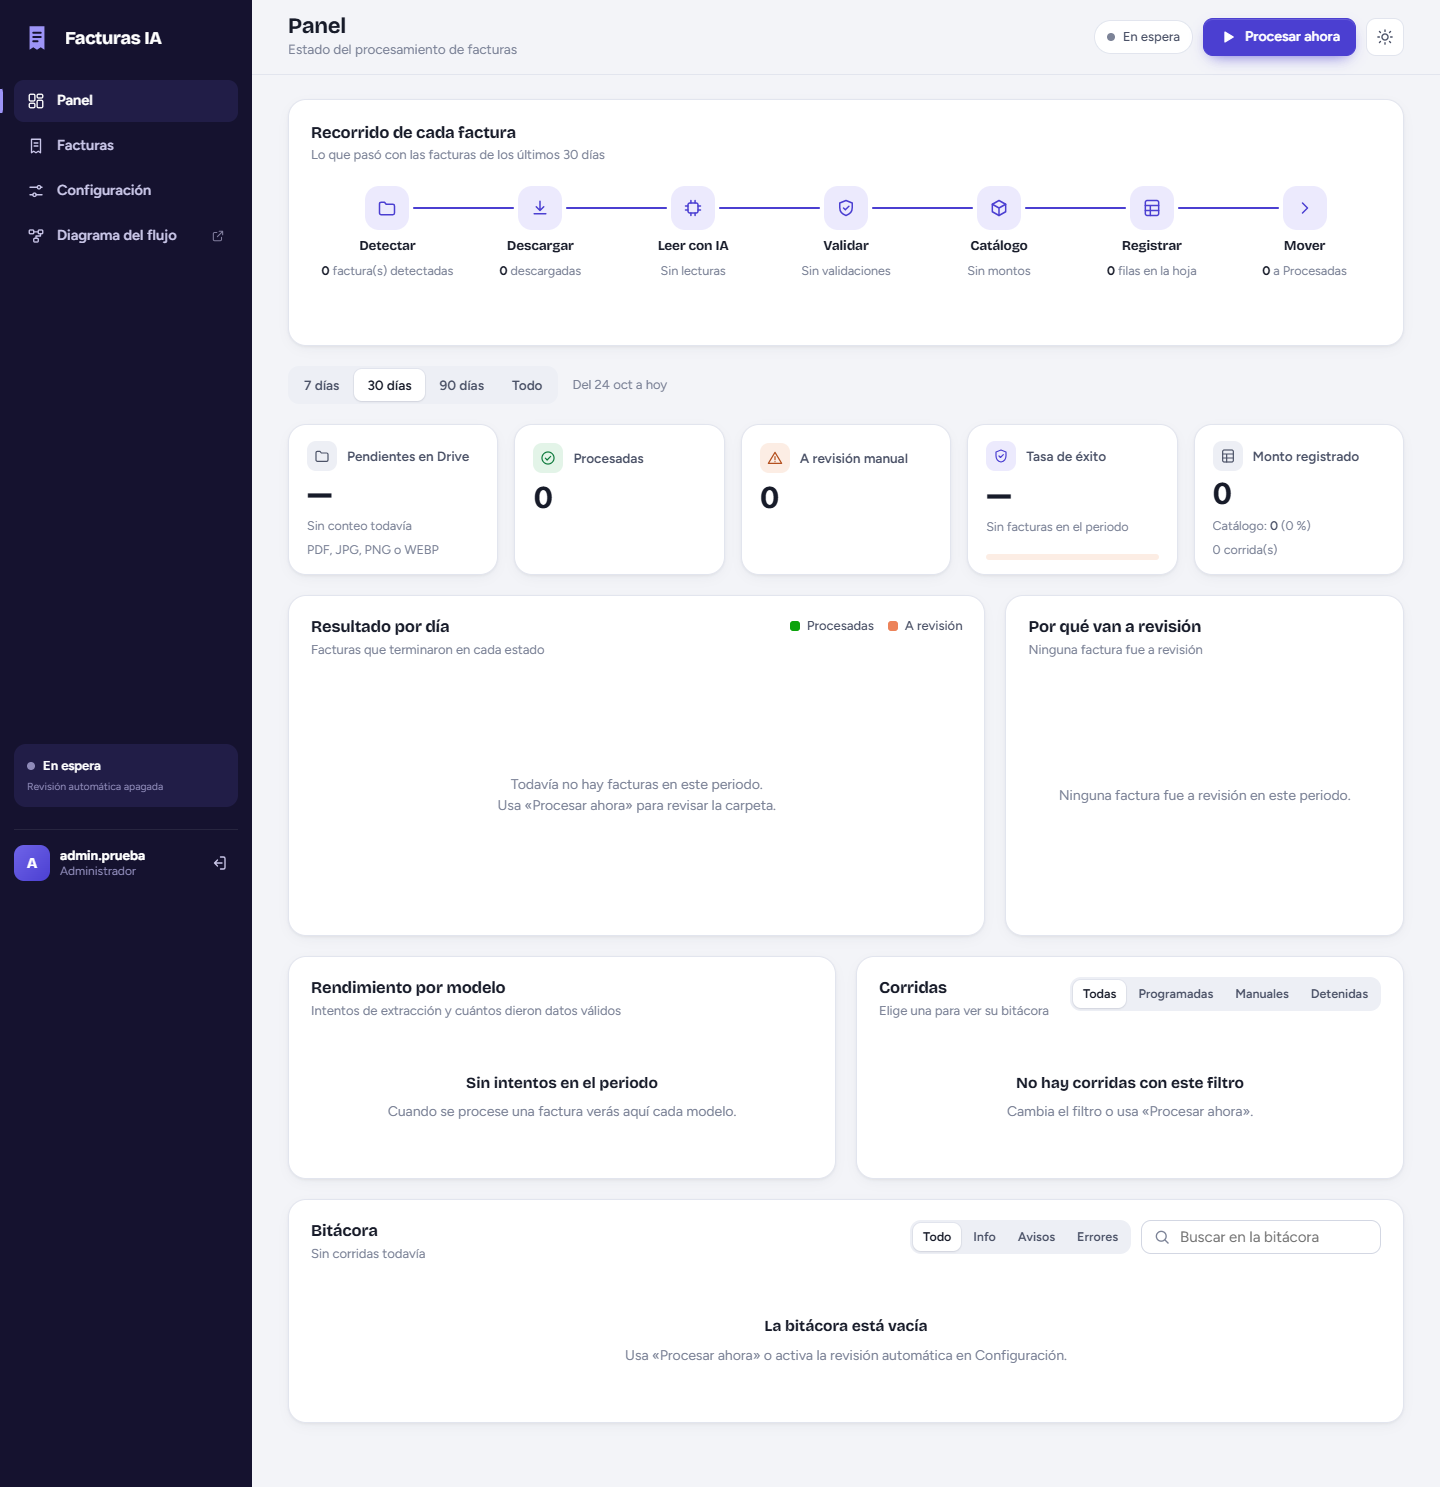 Facturas IA
Panel
Facturas
Configuración
Diagrama del flujo
En espera
Revisión automática apagada
A
admin.prueba
Administrador
Panel
Estado del procesamiento de facturas
En espera
Procesar ahora
Recorrido de cada factura
Lo que pasó con las facturas de los últimos 30 días
Detectar
0 factura(s) detectadas
Descargar
0 descargadas
Leer con IA
Sin lecturas
Validar
Sin validaciones
Catálogo
Sin montos
Registrar
0 filas en la hoja
Mover
0 a Procesadas
7 días 30 días 90 días Todo Del 24 oct a hoy
Pendientes en Drive
—
Sin conteo todavía
PDF, JPG, PNG o WEBP
Procesadas
0
A revisión manual
0
Tasa de éxito
—
Sin facturas en el periodo
Monto registrado
0
Catálogo: 0 (0 %)
0 corrida(s)
Resultado por día
Facturas que terminaron en cada estado
Procesadas A revisión
Todavía no hay facturas en este periodo.
Usa «Procesar ahora» para revisar la carpeta.
Por qué van a revisión
Ninguna factura fue a revisión
Ninguna factura fue a revisión en este periodo.
Rendimiento por modelo
Intentos de extracción y cuántos dieron datos válidos
Sin intentos en el periodo
Cuando se procese una factura verás aquí cada modelo.
Corridas
Elige una para ver su bitácora
Todas Programadas Manuales Detenidas
No hay corridas con este filtro
Cambia el filtro o usa «Procesar ahora».
Bitácora
Sin corridas todavía
Todo Info Avisos Errores
Buscar en la bitácora
La bitácora está vacía
Usa «Procesar ahora» o activa la revisión automática en Configuración.